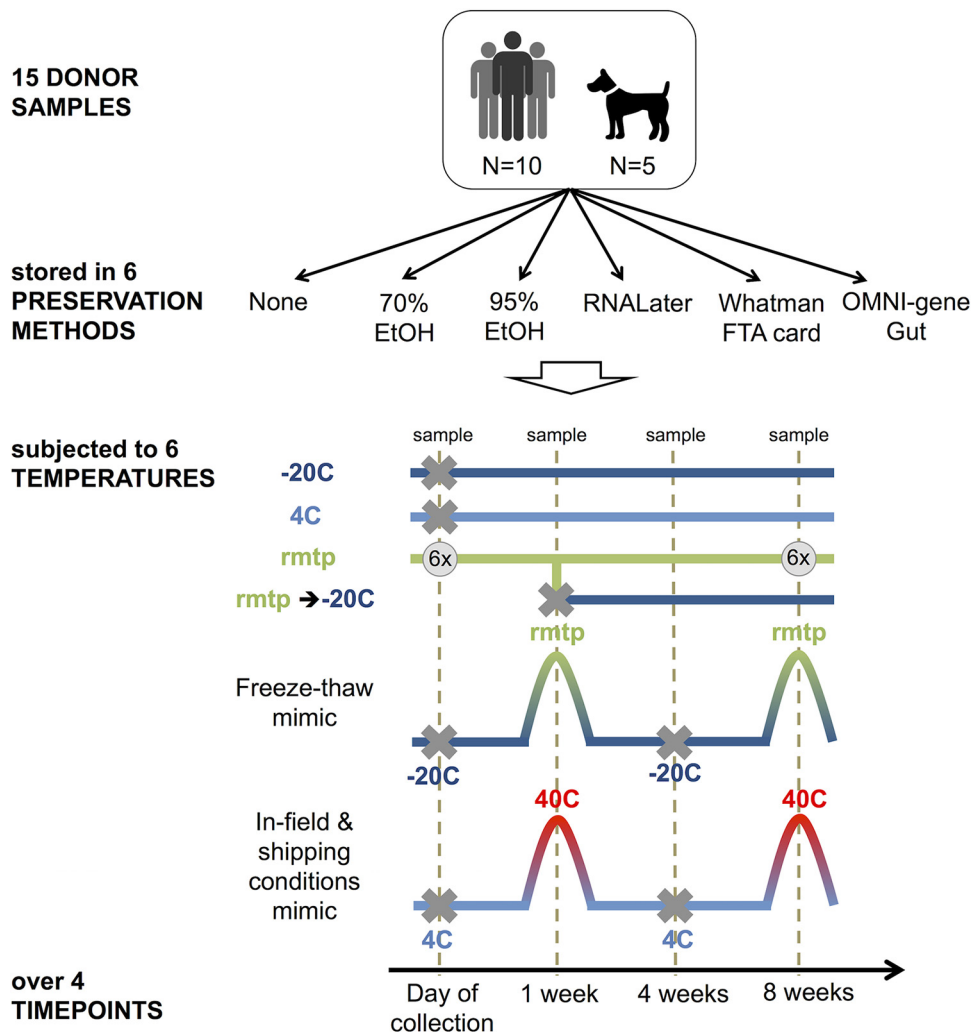 15 DONOR
SAMPLES
N=10
N=5
stored in 6
PRESERVATION
METHODS
None
70%
EtOH
95%
EtOH
RNALater
Whatman
FTA card
OMNI-gene
Gut
subjected to 6
TEMPERATURES
sample
sample
sample
sample
-20C
4C
rmtp
6x
6x
rmtp ➔-20C
rmtp
rmtp
Freeze-thaw
mimic
-20C
-20C
40C
40C
In-field &
shipping
conditions
mimic
4C
4C
over 4
TIMEPOINTS
Day of
collection
1 week
4 weeks
8 weeks